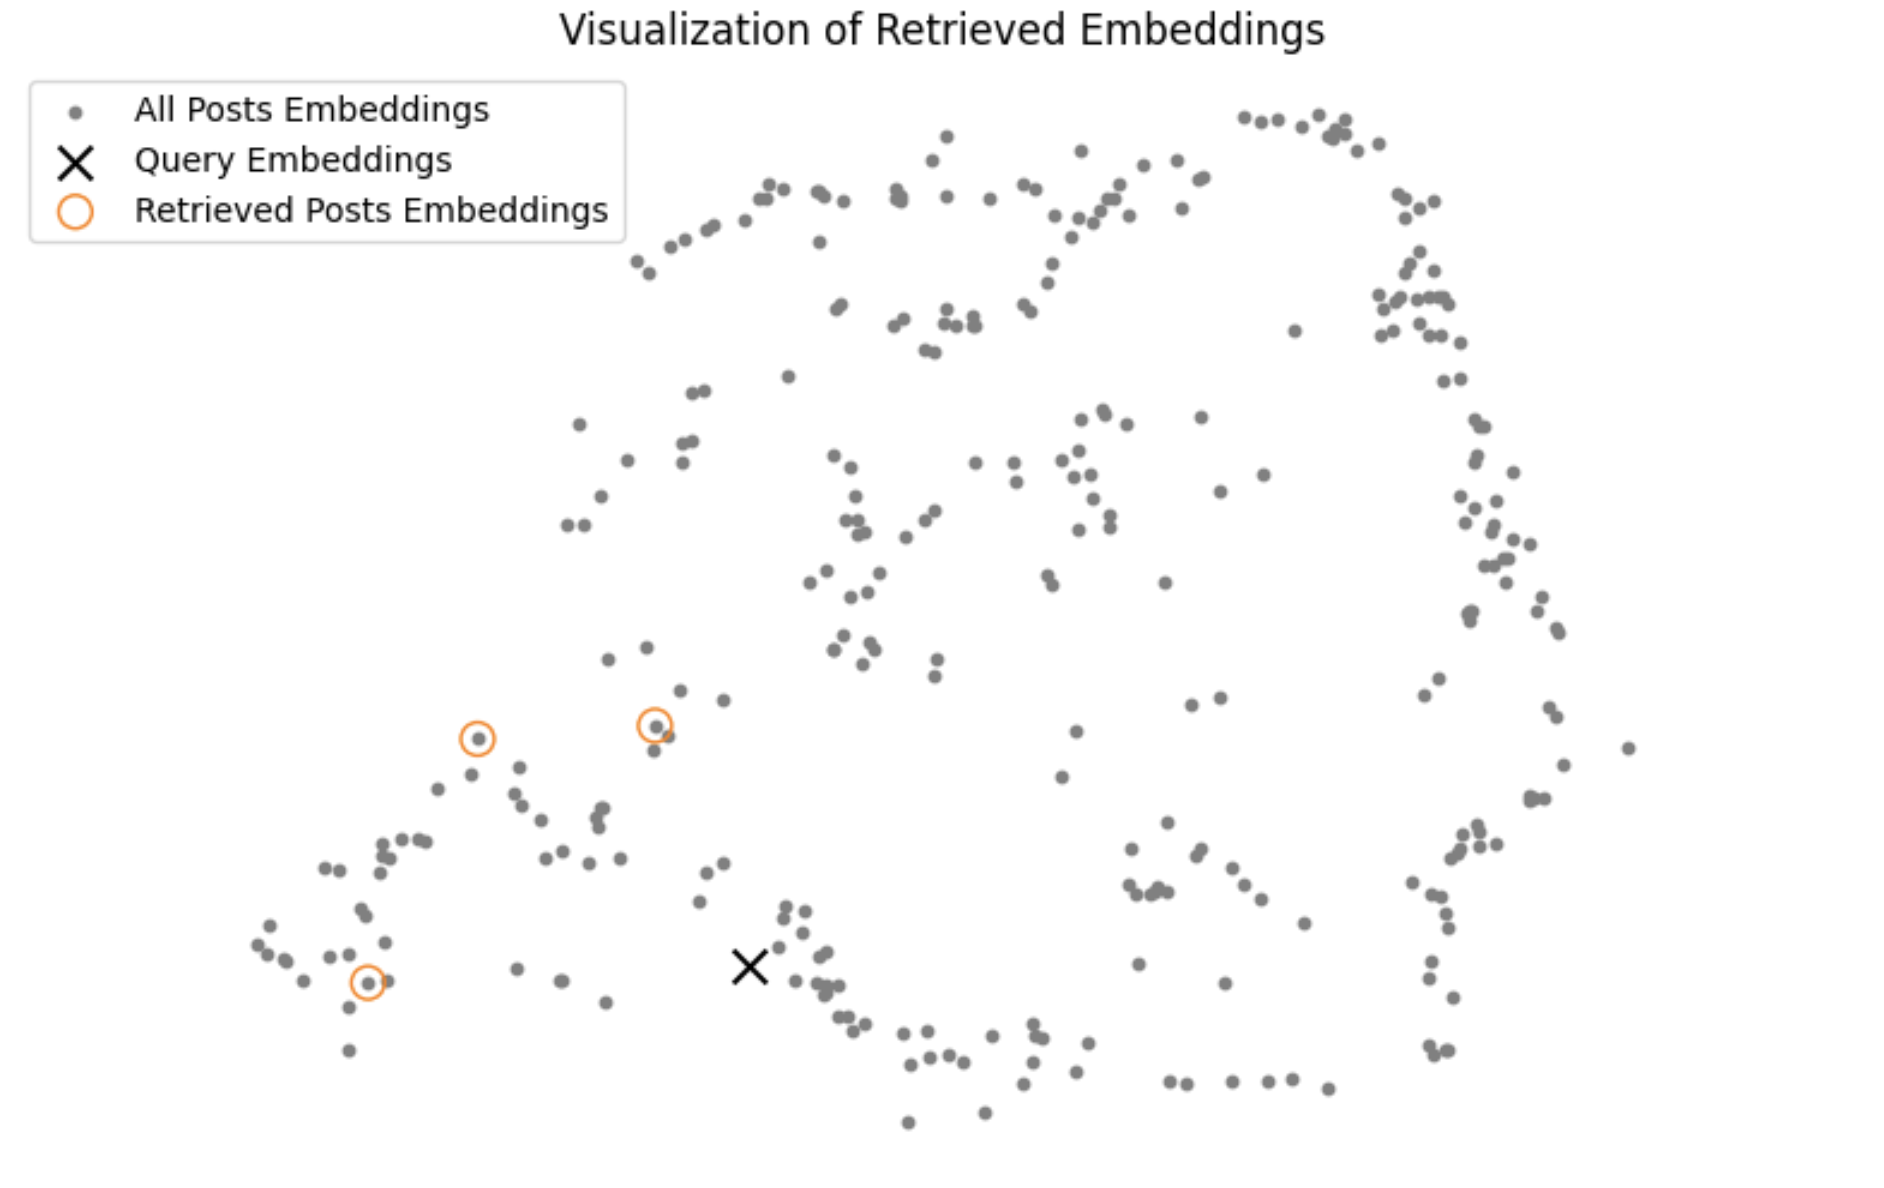 Visualization of Retrieved Embeddings
All Posts Embeddings
Query Embeddings
Retrieved Posts Embeddings